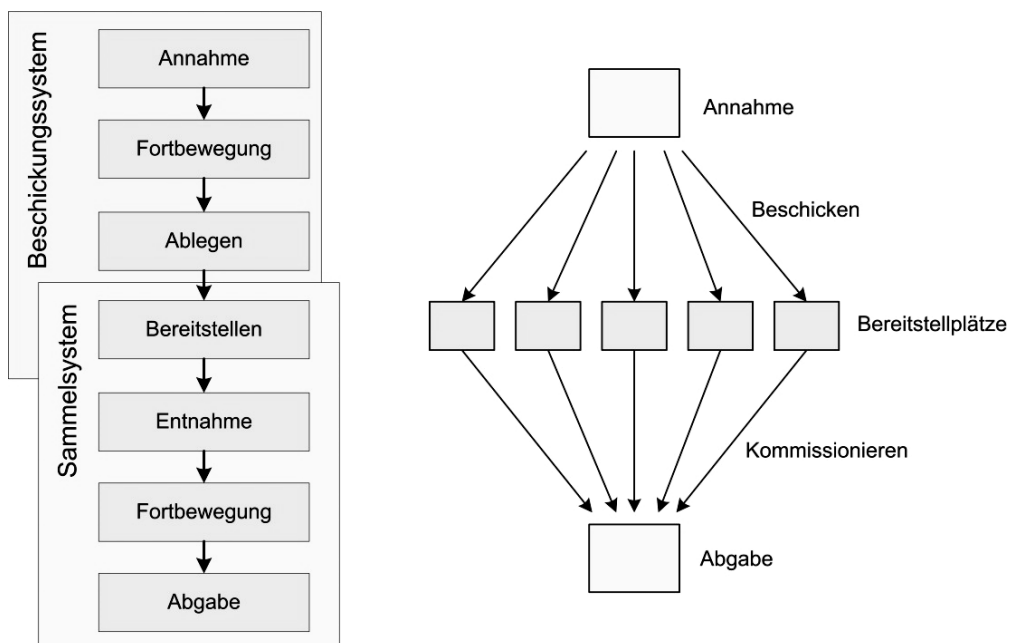 Beschickungssystem
Annahme
Fortbewegung
Ablegen
Sammelsystem
Bereitstellen
Entnahme
Fortbewegung
Abgabe
Annahme
Beschicken
Bereitstellplätze
Kommissionieren
Abgabe